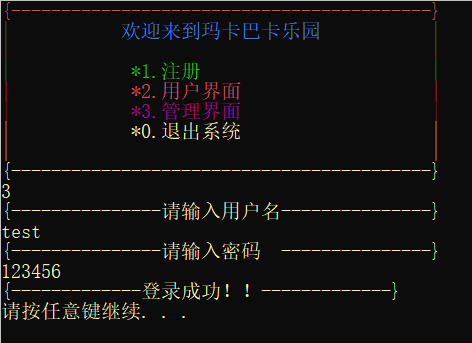 {------------------------------------------}
欢迎来到玛卡巴卡乐园
*1.注册
*2.用户界面
*3.管理界面
*0.退出系统
{------------------------------------------}
3
{---------------请输入用户名---------------}
test
{---------------请输入密码  ---------------}
123456
{-------------登录成功！！-------------}
请按任意键继续. . .